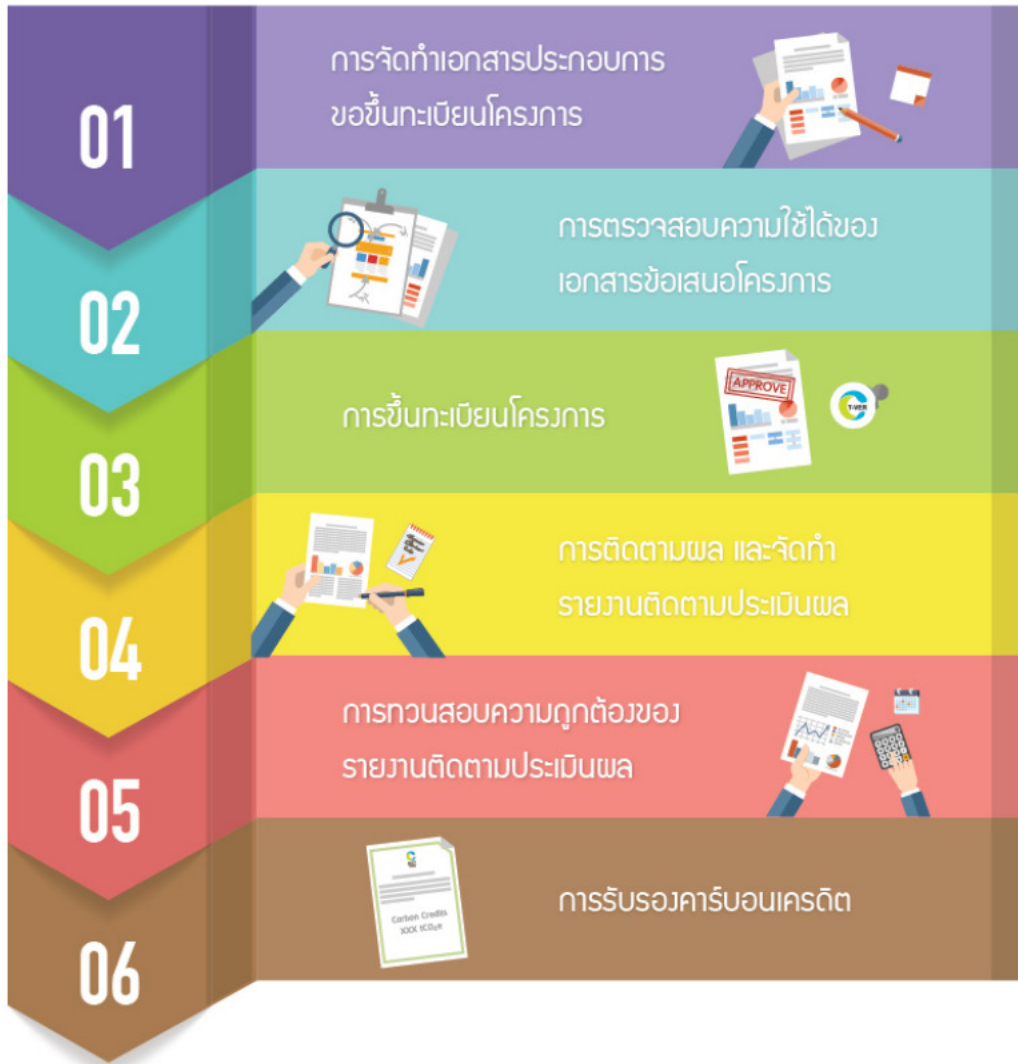 01
การจัดทำเอกสารประกอบการ
ขอขึ้นทะเบียนโครงการ
02
การตรวจสอบความใช้ได้ของ
เอกสารข้อเสนอโครงการ
03
การขึ้นทะเบียนโครงการ
APPROVE
T-VER
04
การติดตามผล และจัดทำ
รายงานติดตามประเมินผล
05
การทวนสอบความถูกต้องของ
รายงานติดตามประเมินผล
06
Carbon Credits
XXX tCO₂e
การรับรองคาร์บอนเครดิต